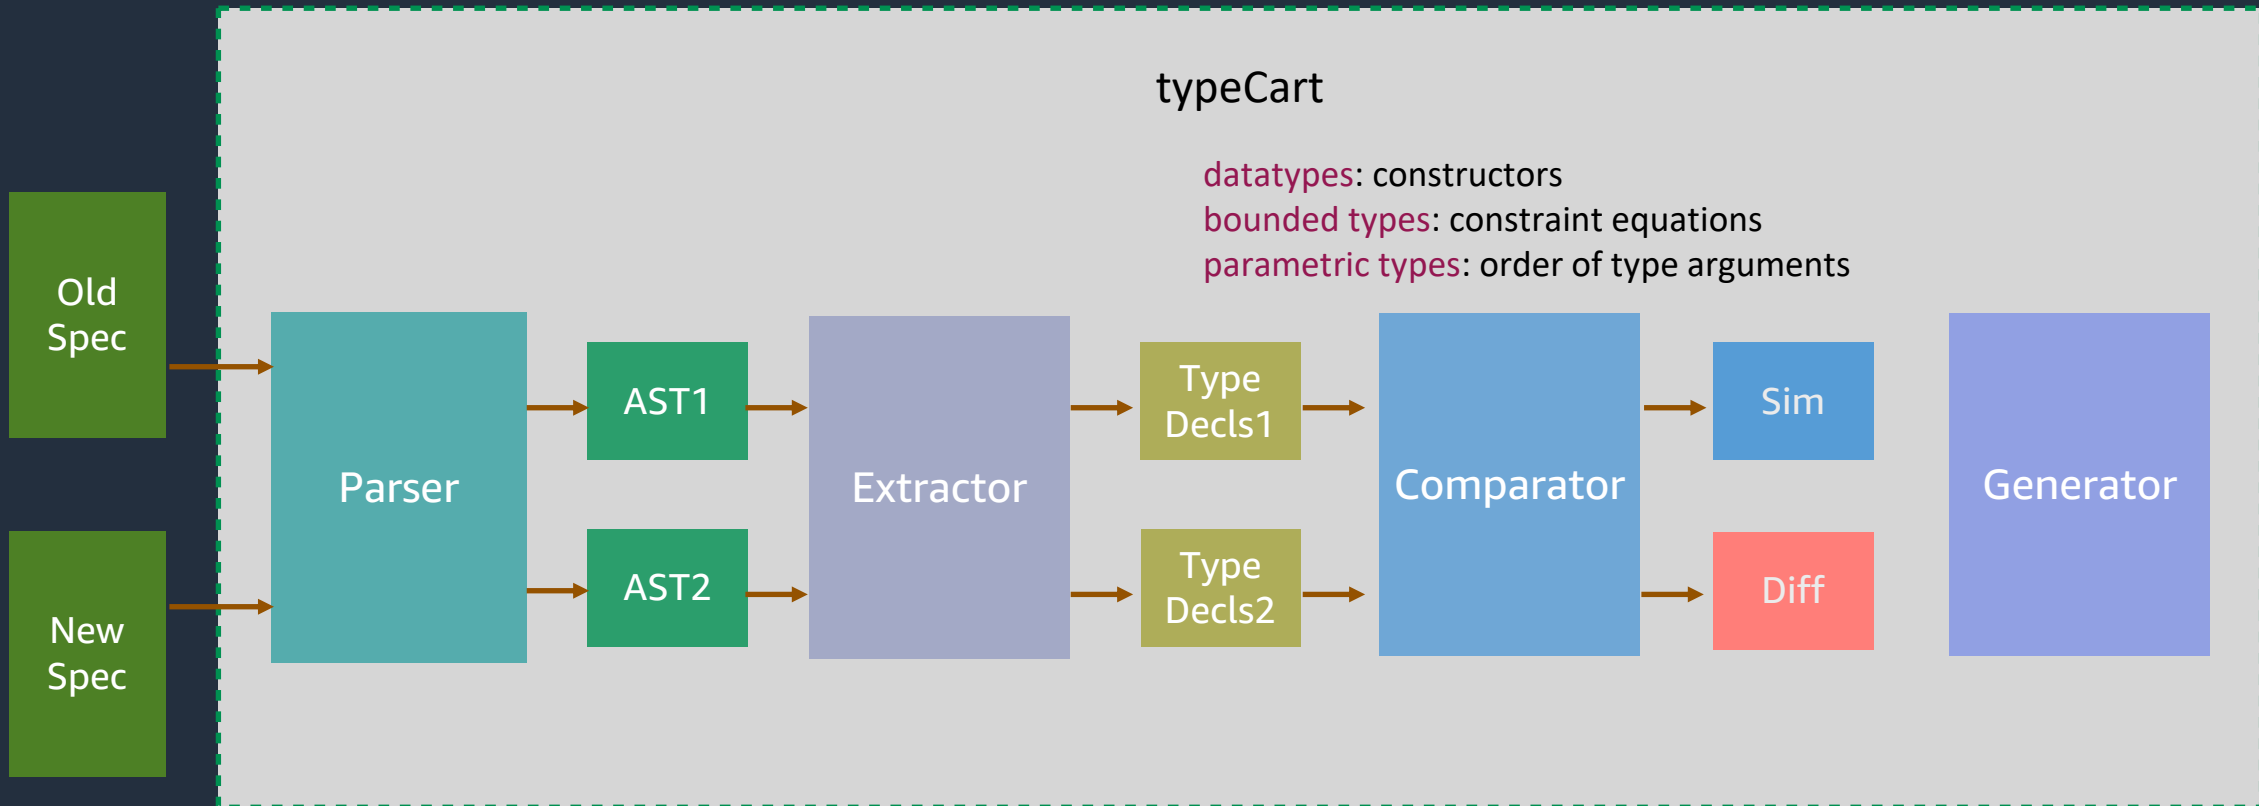 typeCart
datatypes: constructors
bounded types: constraint equations
parametric types: order of type arguments
Old
Spec
New
Spec
Parser
AST1
AST2
Extractor
Type
Decls1
Type
Decls2
Comparator
Sim
Diff
Generator